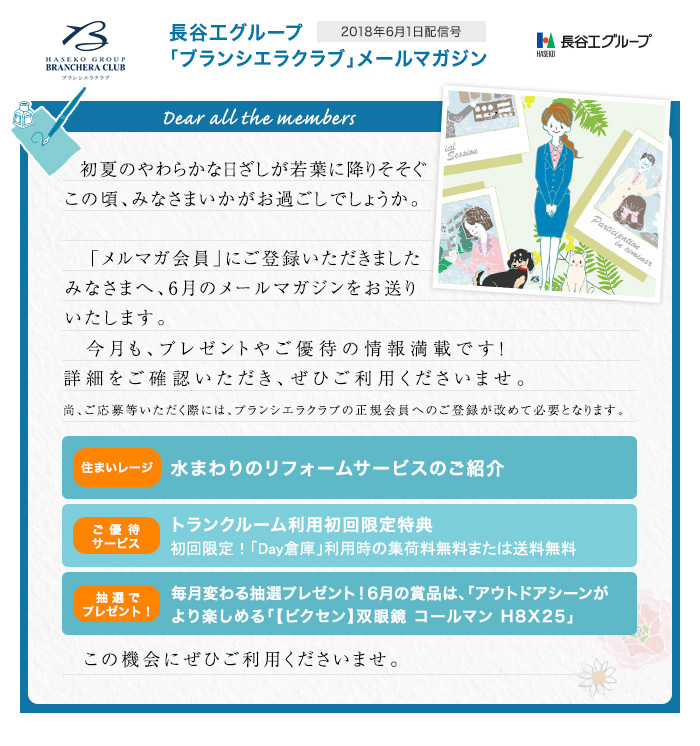 HASEKO GROUP
BRANCHERA CLUB
ブランシエラクラブ
長谷工グループ
2018年6月1日配信号
「ブランシエラクラブ」メールマガジン
HASEKO
長谷工グループ
Dear all the members
ial
Session
Participation
in seminar
初夏のやわらかな日ざしが若葉に降りそそぐ
この頃、みなさまいかがお過ごしでしょうか。
「メルマガ会員」にご登録いただきました
みなさまへ、6月のメールマガジンをお送り
いたします。
今月も、プレゼントやご優待の情報満載です!
詳細をご確認いただき、ぜひご利用くださいませ。
尚、ご応募等いただく際には、ブランシエラクラブの正規会員へのご登録が改めて必要となります。
住まいレージ
水まわりのリフォームサービスのご紹介
ご優待
サービス
トランクルーム利用初回限定特典
初回限定！「Day倉庫」利用時の集荷料無料または送料無料
抽選で
プレゼント！
毎月変わる抽選プレゼント！6月の賞品は、「アウトドアシーンが
より楽しめる「【ビクセン】双眼鏡 コールマン H8X25」
この機会にぜひご利用くださいませ。